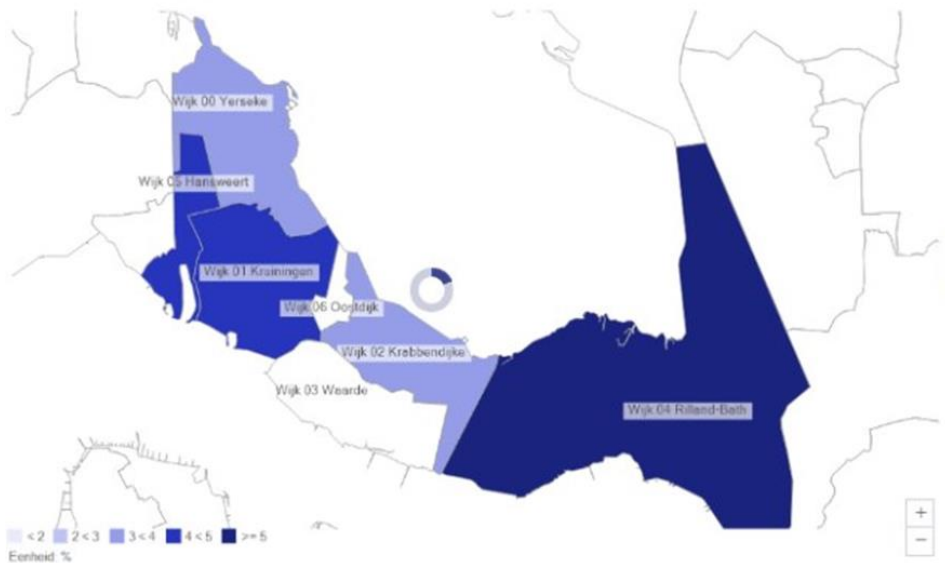 Wijk 00 Yerseke
Wijk 05 Hansweert
Wijk 01 Kruiningen
Wijk 06 Oostdijk
Wijk 02 Krabbendijke
Wijk 03 Waarde
Wijk 04 Rilland-Bath
+
−
< 2 2 < 3 3 < 4 4 < 5 >= 5
Eenheid: %